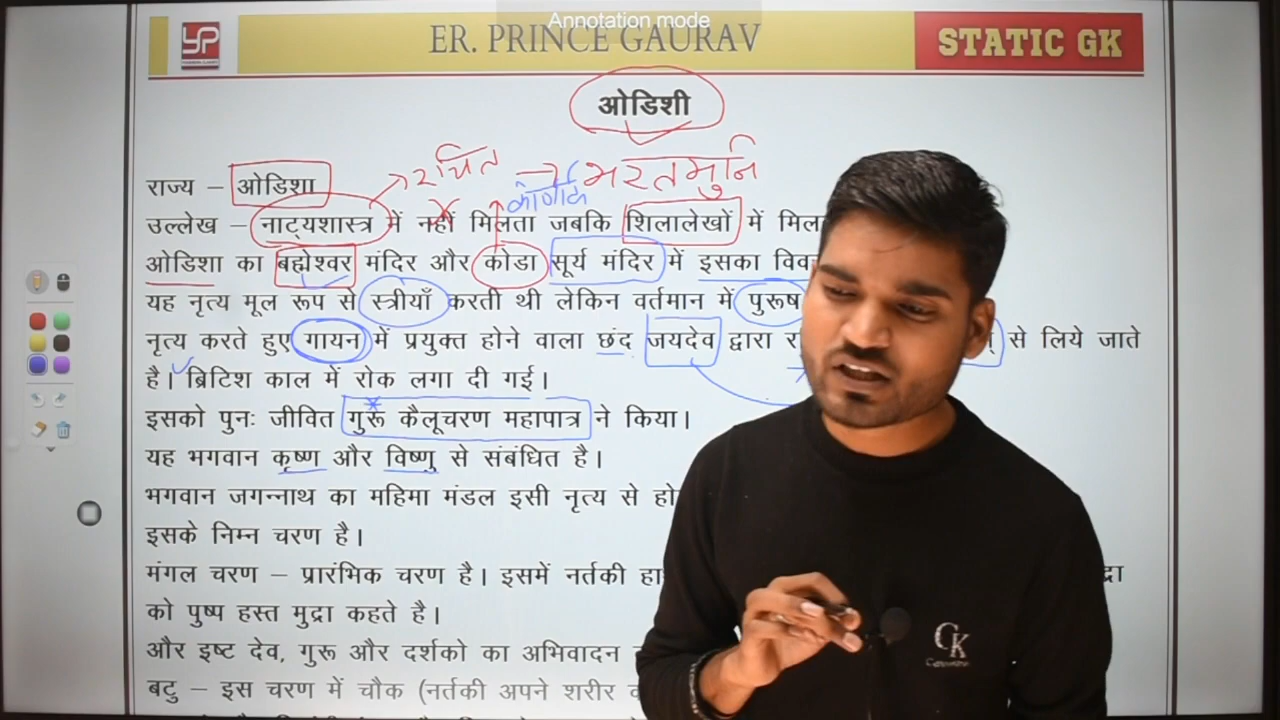 Annotation mode
ER. PRINCE GAURAV
STATIC GK
ओडिशी
रचित → भरतमुनि
राज्य – ओडिशा
कोणार्क
उल्लेख – नाट्यशास्त्र में नहीं मिलता जबकि शिलालेखों में मिल
ओडिशा का ब्रह्मेश्वर मंदिर और कोडा सूर्य मंदिर में इसका विव
यह नृत्य मूल रूप से स्त्रीयाँ करती थी लेकिन वर्तमान में पुरूष
नृत्य करते हुए गायन में प्रयुक्त होने वाला छंद जयदेव द्वारा र से लिये जाते
है। ब्रिटिश काल में रोक लगा दी गई।
इसको पुनः जीवित गुरू कैलूचरण महापात्र ने किया।
यह भगवान कृष्ण और विष्णु से संबंधित है।
भगवान जगन्नाथ का महिमा मंडल इसी नृत्य से हो
इसके निम्न चरण है।
मंगल चरण – प्रारंभिक चरण है। इसमें नर्तकी हा द्रा
को पुष्प हस्त मुद्रा कहते है।
और इष्ट देव, गुरू और दर्शको का अभिवादन
बटु – इस चरण में चौक (नर्तकी अपने शरीर
CK